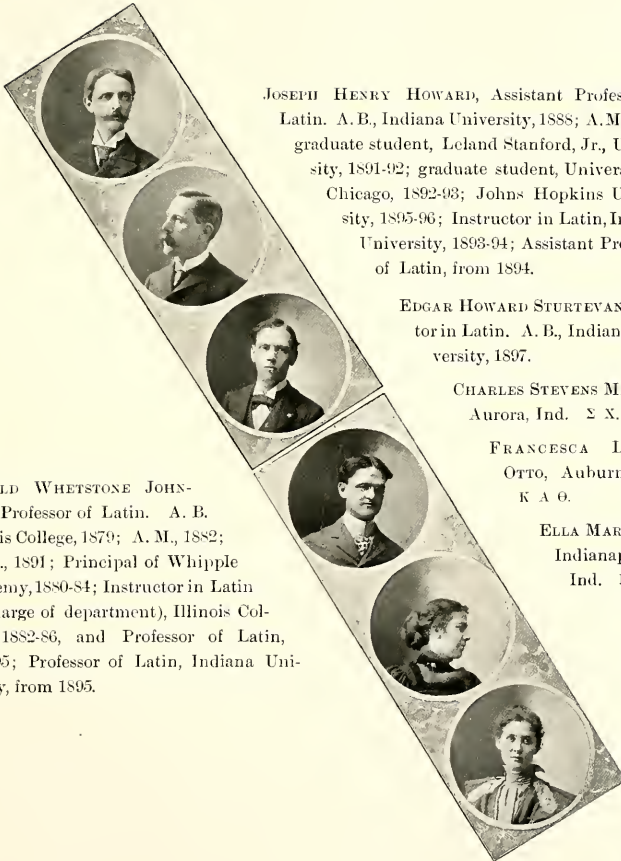 JOSEPH HENRY HOWARD, Assistant Profes
Latin. A. B., Indiana University, 1888; A. M
graduate student, Leland Stanford, Jr., U
sity, 1891-92; graduate student, Univer
Chicago, 1892-93; Johns Hopkins U
sity, 1895-96; Instructor in Latin, In
University, 1893-94; Assistant Pro
of Latin, from 1894.
EDGAR HOWARD STURTEVAN
tor in Latin. A. B., Indian
versity, 1897.
CHARLES STEVENS M
Aurora, Ind. Σ X.
FRANCESCA L
OTTO, Auburn
K A Θ.
ELLA MAR
Indianap
Ind.
LD WHETSTONE JOHN-
Professor of Latin. A. B.
is College, 1879; A. M., 1882;
., 1891; Principal of Whipple
emy, 1880-84; Instructor in Latin
arge of department), Illinois Col-
1882-86, and Professor of Latin,
5; Professor of Latin, Indiana Uni-
y, from 1895.